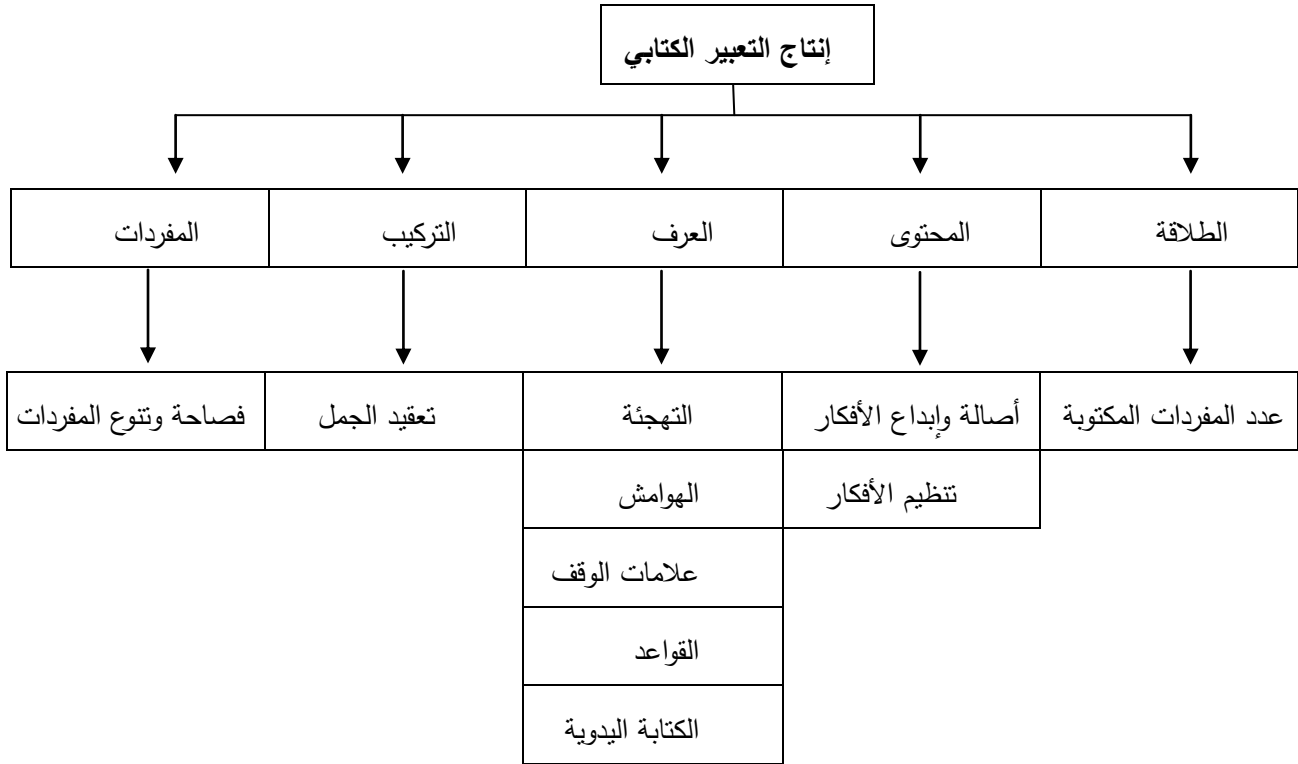 إنتاج التعبير الكتابي
الطلاقة
المحتوى
العرف
التركيب
المفردات
عدد المفردات المكتوبة
أصالة وإبداع الأفكار
التهجئة
تعقيد الجمل
فصاحة وتنوع المفردات
تنظيم الأفكار
الهوامش
علامات الوقف
القواعد
الكتابة اليدوية